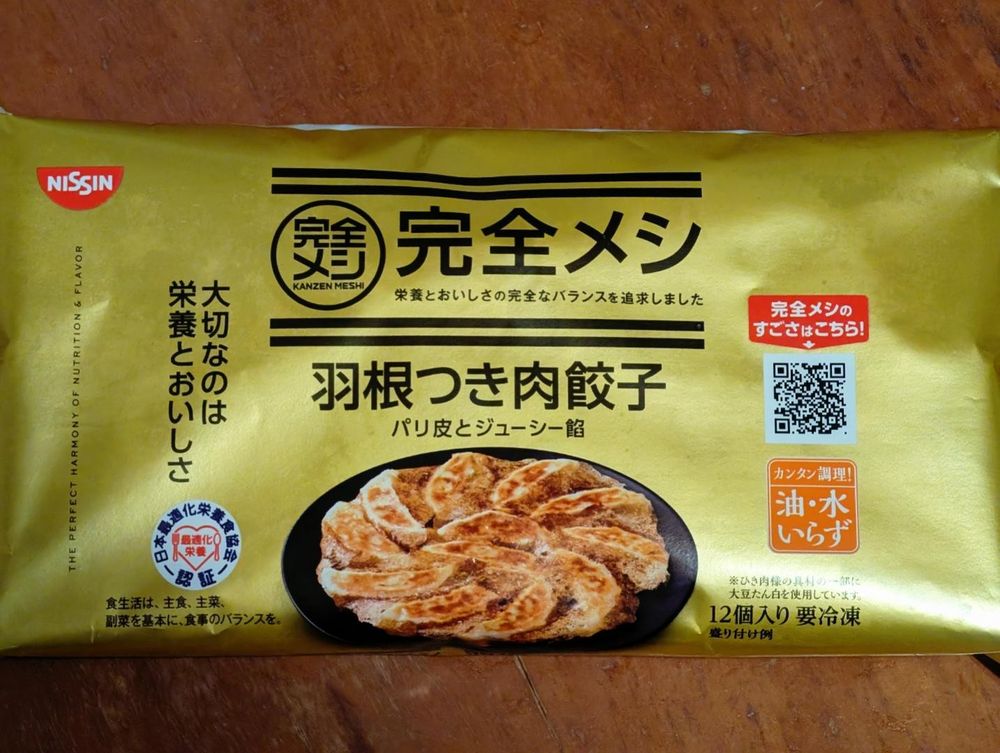 NISSIN
完全メシ
KANZEN MESHI
完全メシ
栄養とおいしさの完全なバランスを追求しました
大切なのは
栄養とおいしさ
THE PERFECT HARMONY OF NUTRITION & FLAVOR
羽根つき肉餃子
パリ皮とジューシー餡
完全メシの
すごさはこちら!
カンタン調理!
油・水
いらず
日本最適化栄養食協会
最適化
栄養
認証
食生活は、主食、主菜、
副菜を基本に、食事のバランスを。
※ひき肉様の具材の一部に
大豆たん白を使用しています。
12個入り 要冷凍
盛り付け例